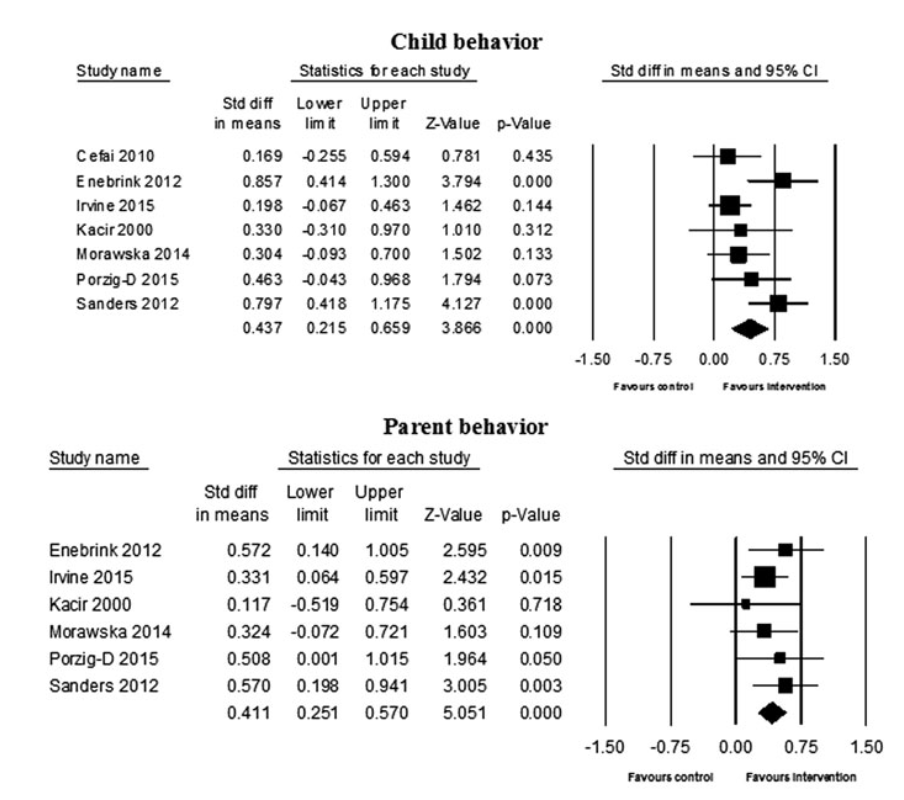 Child behavior
Study name Statistics for each study Std diff in means and 95% CI
Std diff Lower Upper
in means limit limit Z-Value p-Value
Cefai 2010 0.169 -0.255 0.594 0.781 0.435
Enebrink 2012 0.857 0.414 1.300 3.794 0.000
Irvine 2015 0.198 -0.067 0.463 1.462 0.144
Kacir 2000 0.330 -0.310 0.970 1.010 0.312
Morawska 2014 0.304 -0.093 0.700 1.502 0.133
Porzig-D 2015 0.463 -0.043 0.968 1.794 0.073
Sanders 2012 0.797 0.418 1.175 4.127 0.000
0.437 0.215 0.659 3.866 0.000
-1.50 -0.75 0.00 0.75 1.50
Favours control Favours Intervention
Parent behavior
Study name Statistics for each study Std diff in means and 95% CI
Std diff Lower Upper
in means limit limit Z-Value p-Value
Enebrink 2012 0.572 0.140 1.005 2.595 0.009
Irvine 2015 0.331 0.064 0.597 2.432 0.015
Kacir 2000 0.117 -0.519 0.754 0.361 0.718
Morawska 2014 0.324 -0.072 0.721 1.603 0.109
Porzig-D 2015 0.508 0.001 1.015 1.964 0.050
Sanders 2012 0.570 0.198 0.941 3.005 0.003
0.411 0.251 0.570 5.051 0.000
-1.50 -0.75 0.00 0.75 1.50
Favours control Favours Intervention